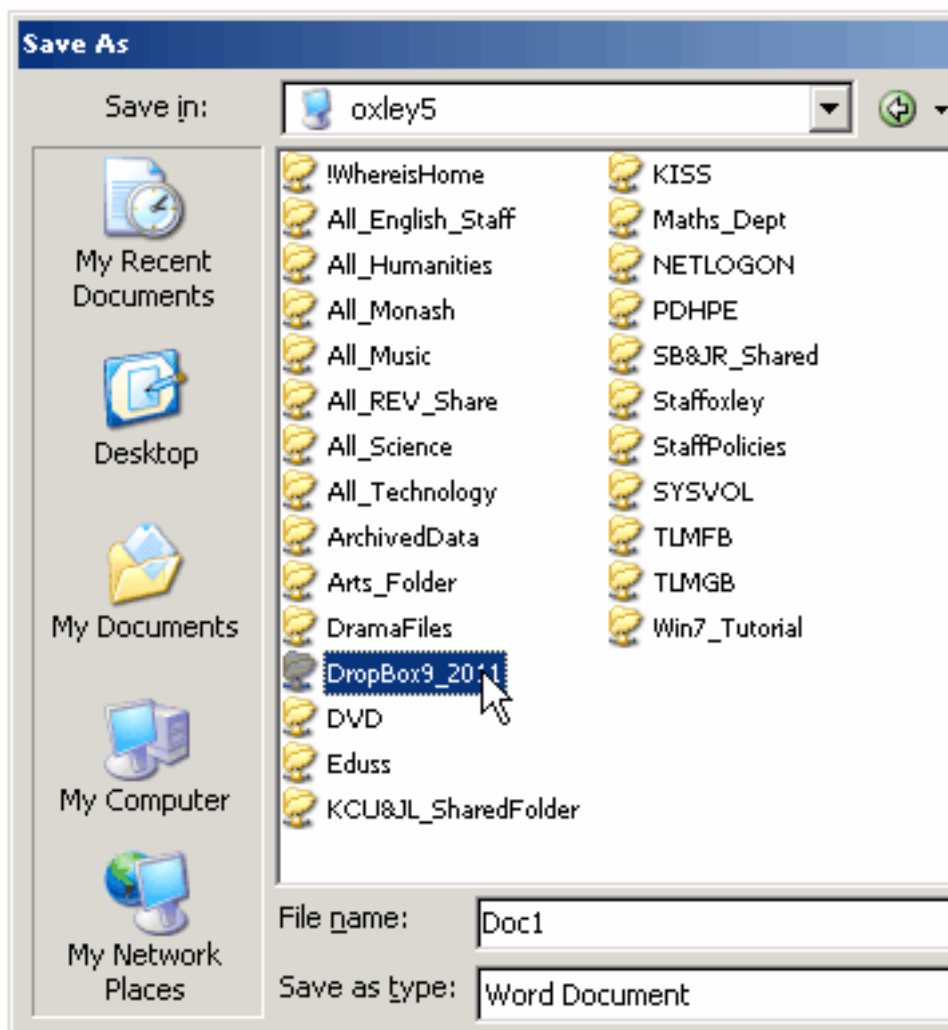 Save As
Save in:
oxley5
My Recent
Documents
Desktop
My Documents
My Computer
My Network
Places
!WhereisHome
All_English_Staff
All_Humanities
All_Monash
All_Music
All_REV_Share
All_Science
All_Technology
ArchivedData
Arts_Folder
DramaFiles
DropBox9_2011
DVD
Eduss
KCU&JL_SharedFolder
KISS
Maths_Dept
NETLOGON
PDHPE
SB&JR_Shared
Staffoxley
StaffPolicies
SYSVOL
TLMFB
TLMGB
Win7_Tutorial
File name:
Doc1
Save as type:
Word Document